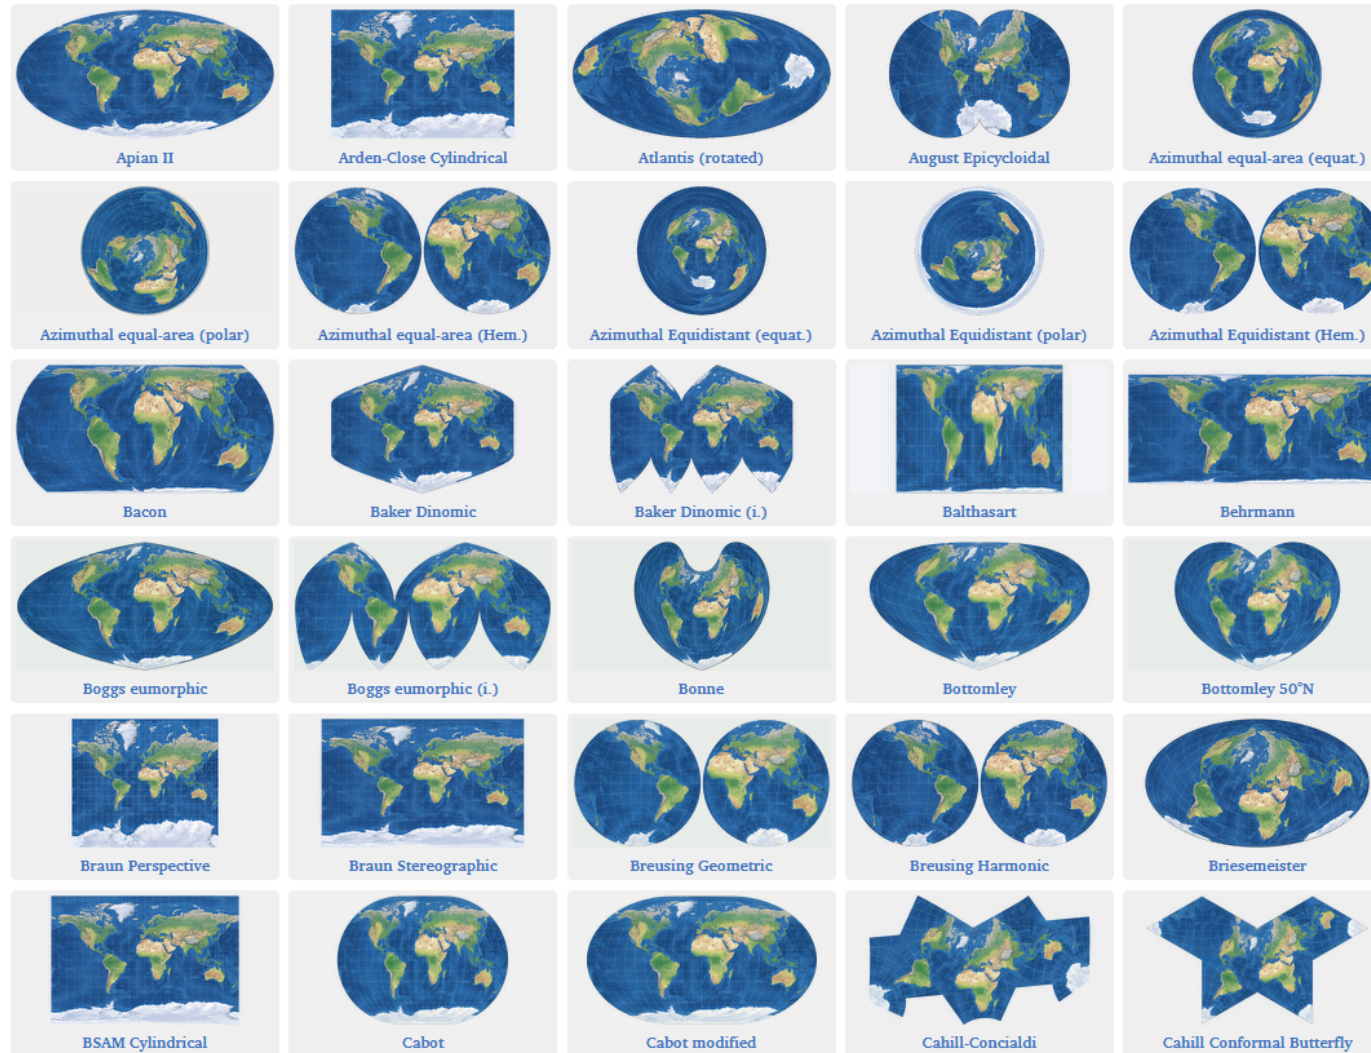 Apian II
Arden-Close Cylindrical
Atlantis (rotated)
August Epicycloidal
Azimuthal equal-area (equat.)
Azimuthal equal-area (polar)
Azimuthal equal-area (Hem.)
Azimuthal Equidistant (equat.)
Azimuthal Equidistant (polar)
Azimuthal Equidistant (Hem.)
Bacon
Baker Dinomic
Baker Dinomic (i.)
Balthasart
Behrmann
Boggs eumorphic
Boggs eumorphic (i.)
Bonne
Bottomley
Bottomley 50°N
Braun Perspective
Braun Stereographic
Breusing Geometric
Breusing Harmonic
Briesemeister
BSAM Cylindrical
Cabot
Cabot modified
Cahill-Concialdi
Cahill Conformal Butterfly